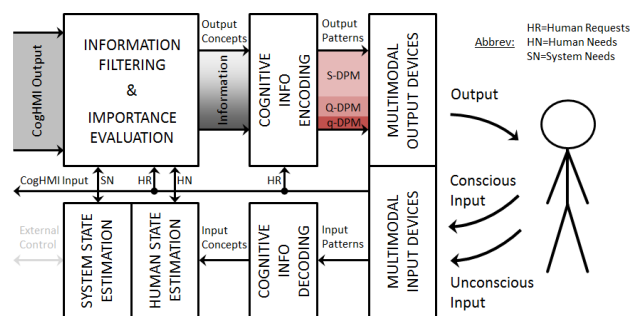 HR=Human Requests
Abbrev: HN=Human Needs
SN=System Needs
CogHMI Output
INFORMATION
FILTERING
&
IMPORTANCE
EVALUATION
Output
Concepts
Information
COGNITIVE
INFO
ENCODING
Output
Patterns
S-DPM
Q-DPM
q-DPM
MULTIMODAL
OUTPUT DEVICES
Output
CogHMI Input
SN
HR
HN
HR
Conscious
Input
External
Control
SYSTEM STATE
ESTIMATION
HUMAN STATE
ESTIMATION
Input
Concepts
COGNITIVE
INFO
DECODING
Input
Patterns
MULTIMODAL
INPUT DEVICES
Unconscious
Input